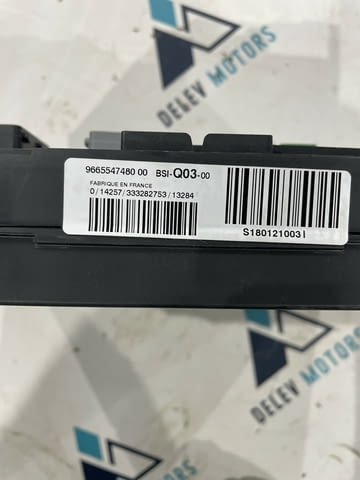 DELEV MOTORS
9665547480 00 BSI-Q03-00
FABRIQUE EN FRANCE
0/14257/333282753/13284
S180121003I
DELEV MOTORS